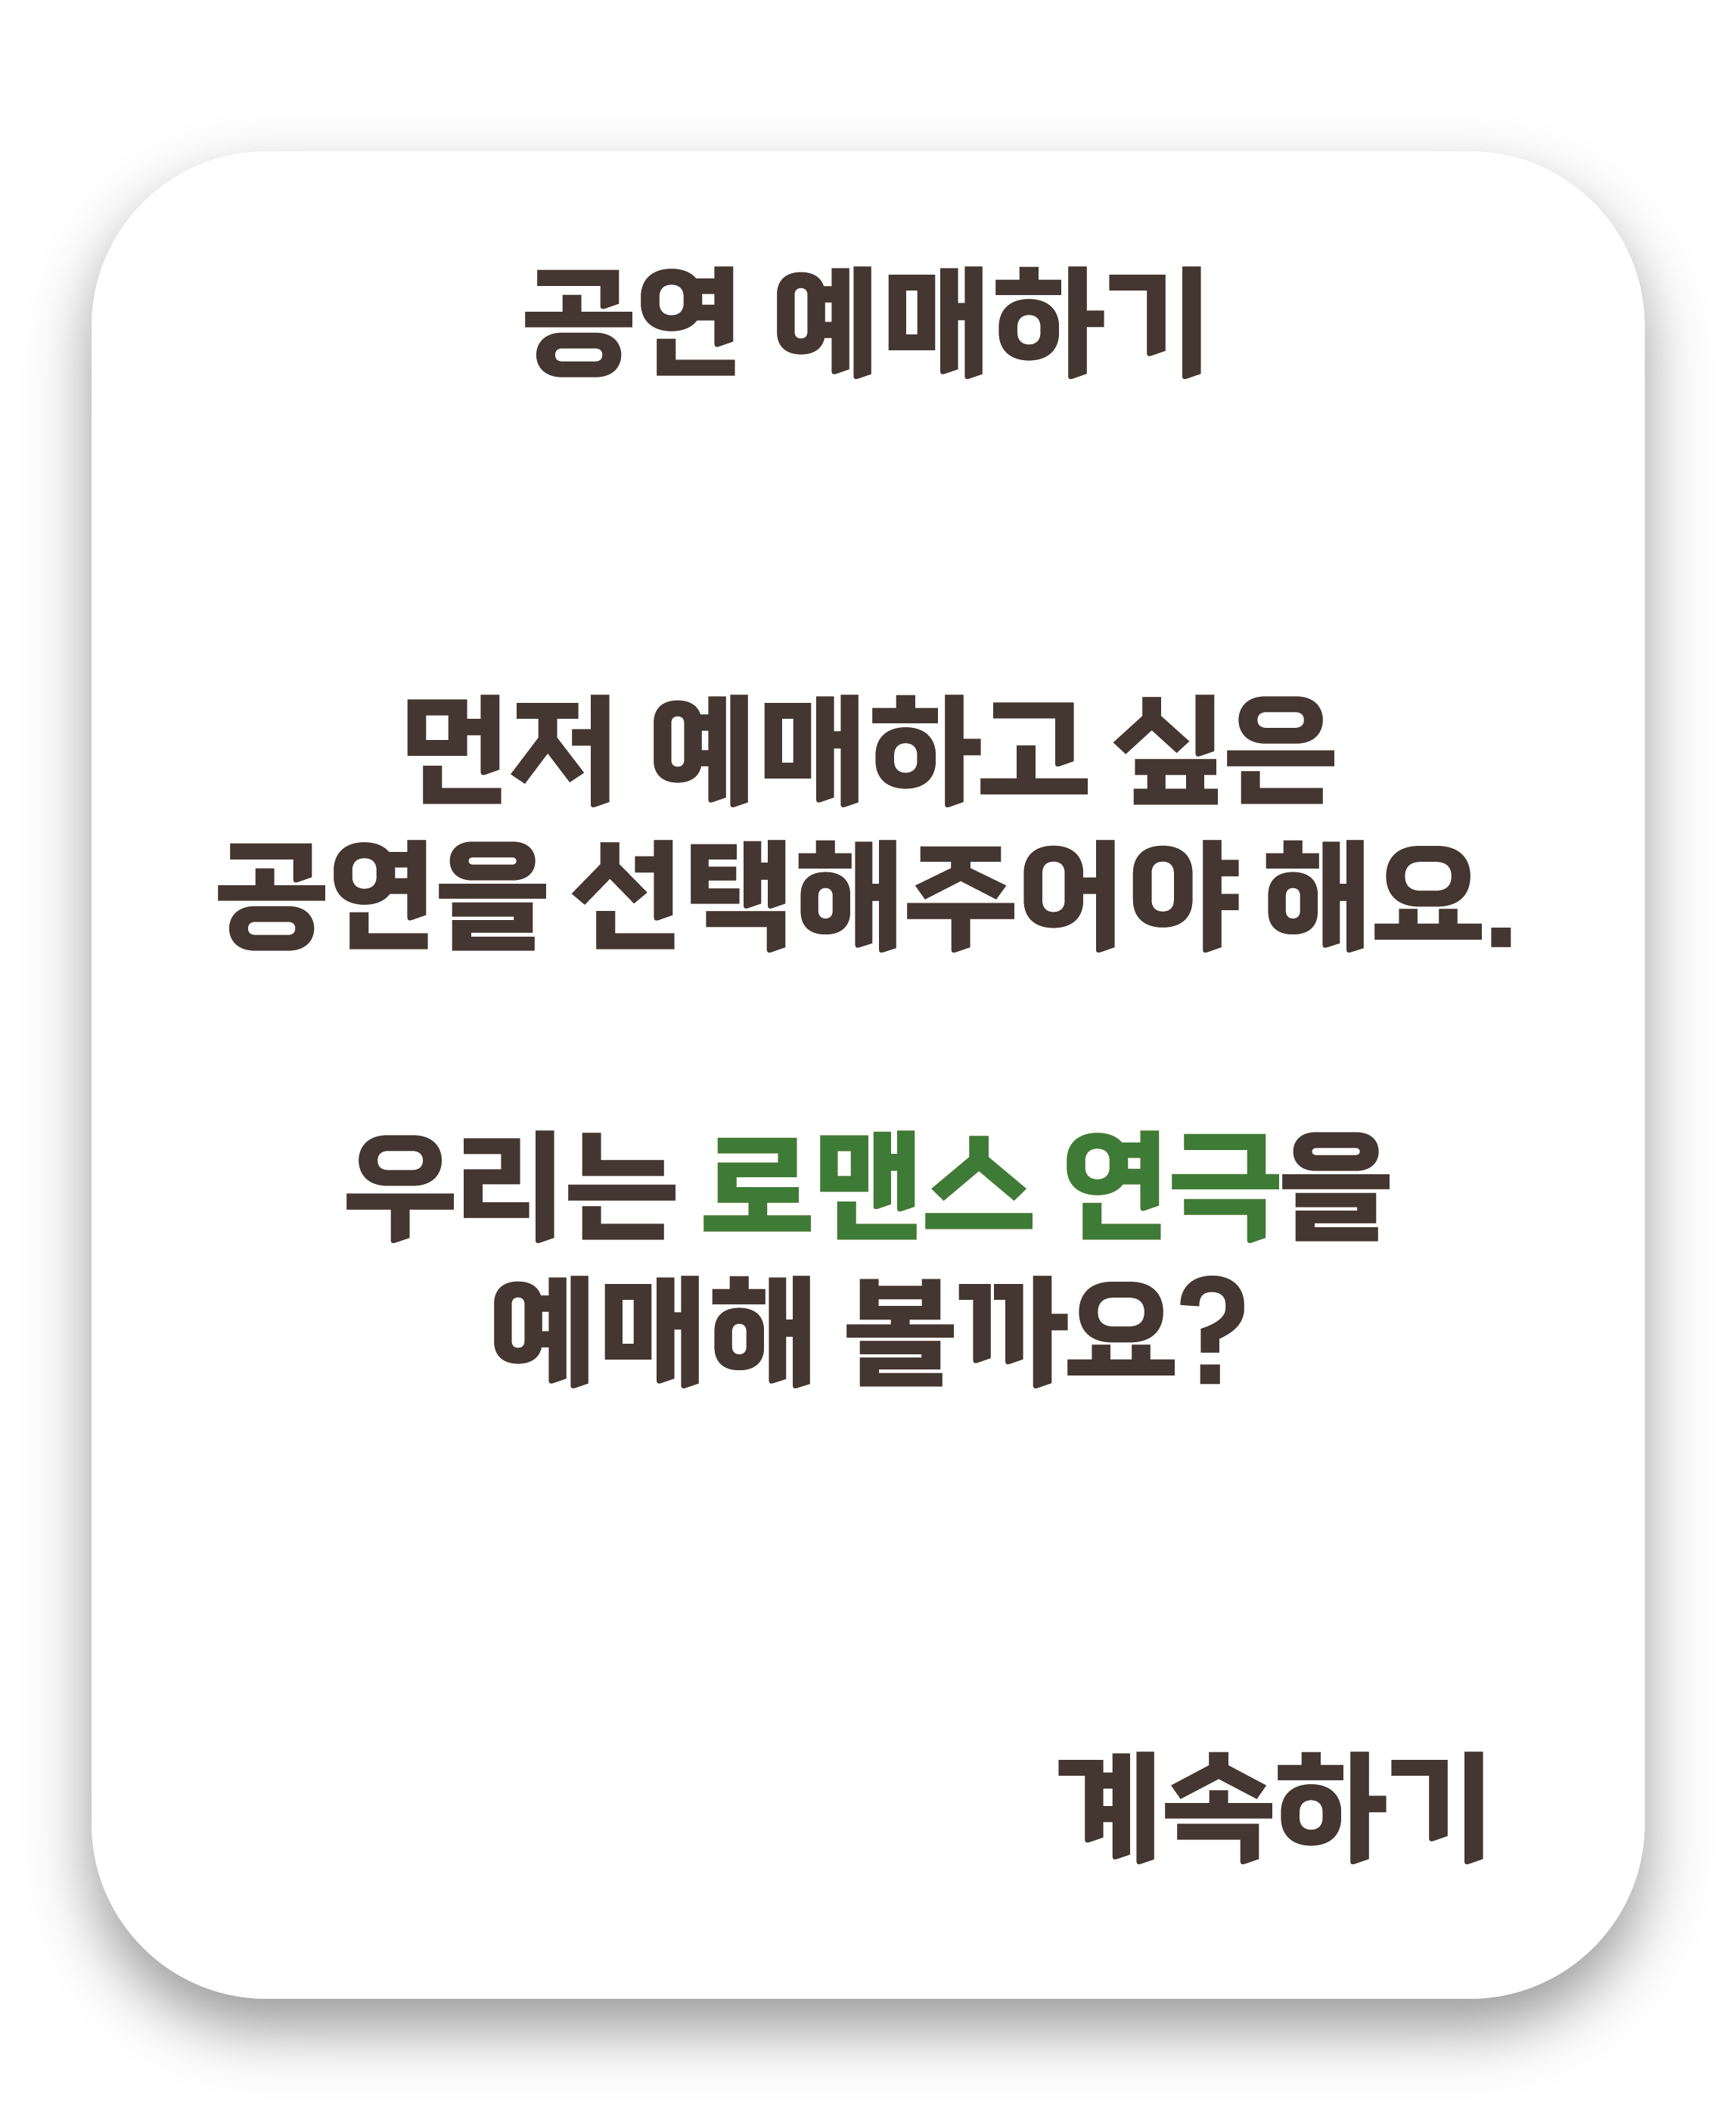 공연 예매하기
먼저 예매하고 싶은
공연을 선택해주어야 해요.
우리는 로맨스 연극을
예매해 볼까요?
계속하기